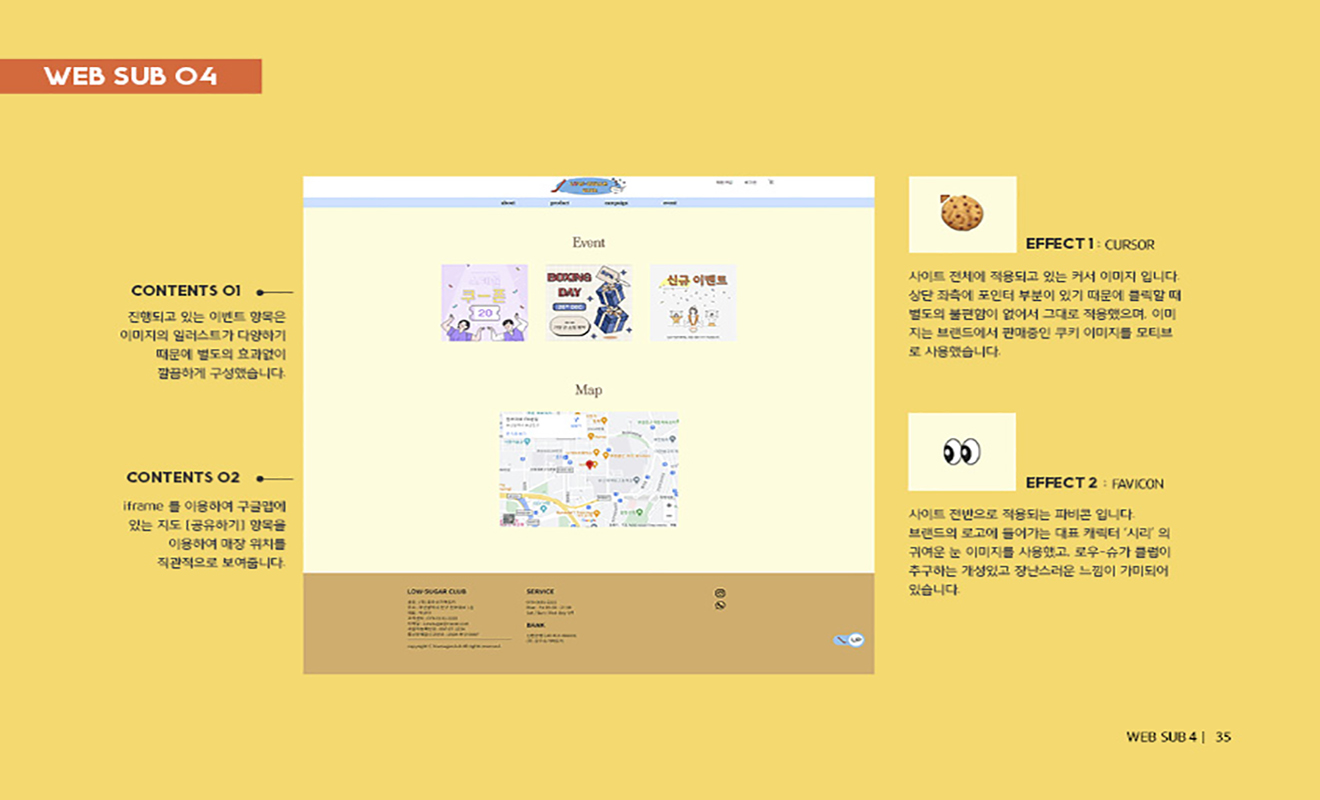 WEB SUB 04
about product campaign event
Event
쿠폰
20
BOXING
DAY
신규 이벤트
Map
CONTENTS 01
진행되고 있는 이벤트 항목은
이미지의 일러스트가 다양하기
때문에 별도의 효과없이
깔끔하게 구성했습니다.
CONTENTS 02
iframe 를 이용하여 구글맵에
있는 지도 [공유하기] 항목을
이용하여 매장 위치를
직관적으로 보여줍니다.
EFFECT 1 : CURSOR
사이트 전체에 적용되고 있는 커서 이미지 입니다.
상단 좌측에 포인터 부분이 있기 때문에 클릭할 때
별도의 불편함이 없어서 그대로 적용했으며, 이미
지는 브랜드에서 판매중인 쿠키 이미지를 모티브
로 사용했습니다.
EFFECT 2 : FAVICON
사이트 전반으로 적용되는 파비콘 입니다.
브랜드의 로고에 들어가는 대표 캐릭터 '시리' 의
귀여운 눈 이미지를 사용했고, 로우-슈가 클럽이
추구하는 개성있고 장난스러운 느낌이 가미되어
있습니다.
LOW-SUGAR CLUB
SERVICE
BANK
UP
WEB SUB 4 | 35